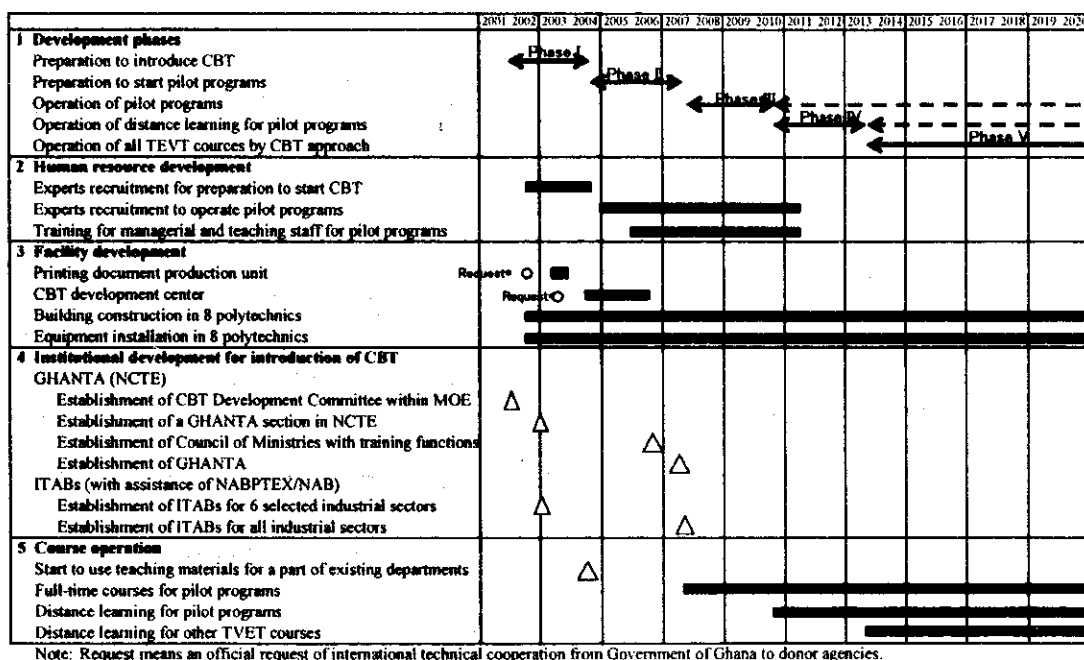 2001 2002 2003 2004 2005 2006 2007 2008 2009 2010 2011 2012 2013 2014 2015 2016 2017 2018 2019 2020
1 Development phases
Preparation to introduce CBT
Phase I
Preparation to start pilot programs
Phase II
Operation of pilot programs
Phase III
Operation of distance learning for pilot programs
Phase IV
Operation of all TEVT cources by CBT approach
Phase V
2 Human resource development
Experts recruitment for preparation to start CBT
Experts recruitment to operate pilot programs
Training for managerial and teaching staff for pilot programs
3 Facility development
Printing document production unit
Request*
CBT development center
Request*
Building construction in 8 polytechnics
Equipment installation in 8 polytechnics
4 Institutional development for introduction of CBT
GHANTA (NCTE)
Establishment of CBT Development Committee within MOE
Establishment of a GHANTA section in NCTE
Establishment of Council of Ministries with training functions
Establishment of GHANTA
ITABs (with assistance of NABPTEX/NAB)
Establishment of ITABs for 6 selected industrial sectors
Establishment of ITABs for all industrial sectors
5 Course operation
Start to use teaching materials for a part of existing departments
Full-time courses for pilot programs
Distance learning for pilot programs
Distance learning for other TVET courses
Note: Request means an official request of international technical cooperation from Government of Ghana to donor agencies.